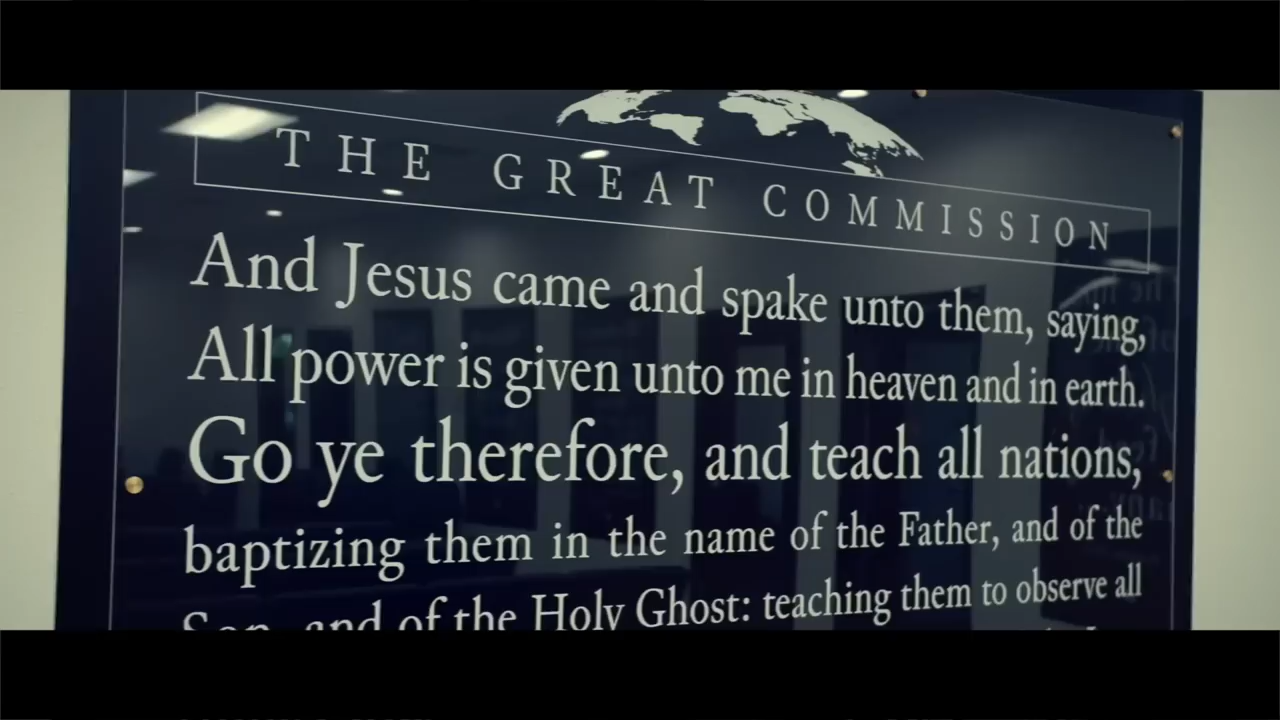 THE GREAT COMMISSION
And Jesus came and spake unto them, saying,
All power is given unto me in heaven and in earth.
Go ye therefore, and teach all nations,
baptizing them in the name of the Father, and of the
Son, and of the Holy Ghost: teaching them to observe all